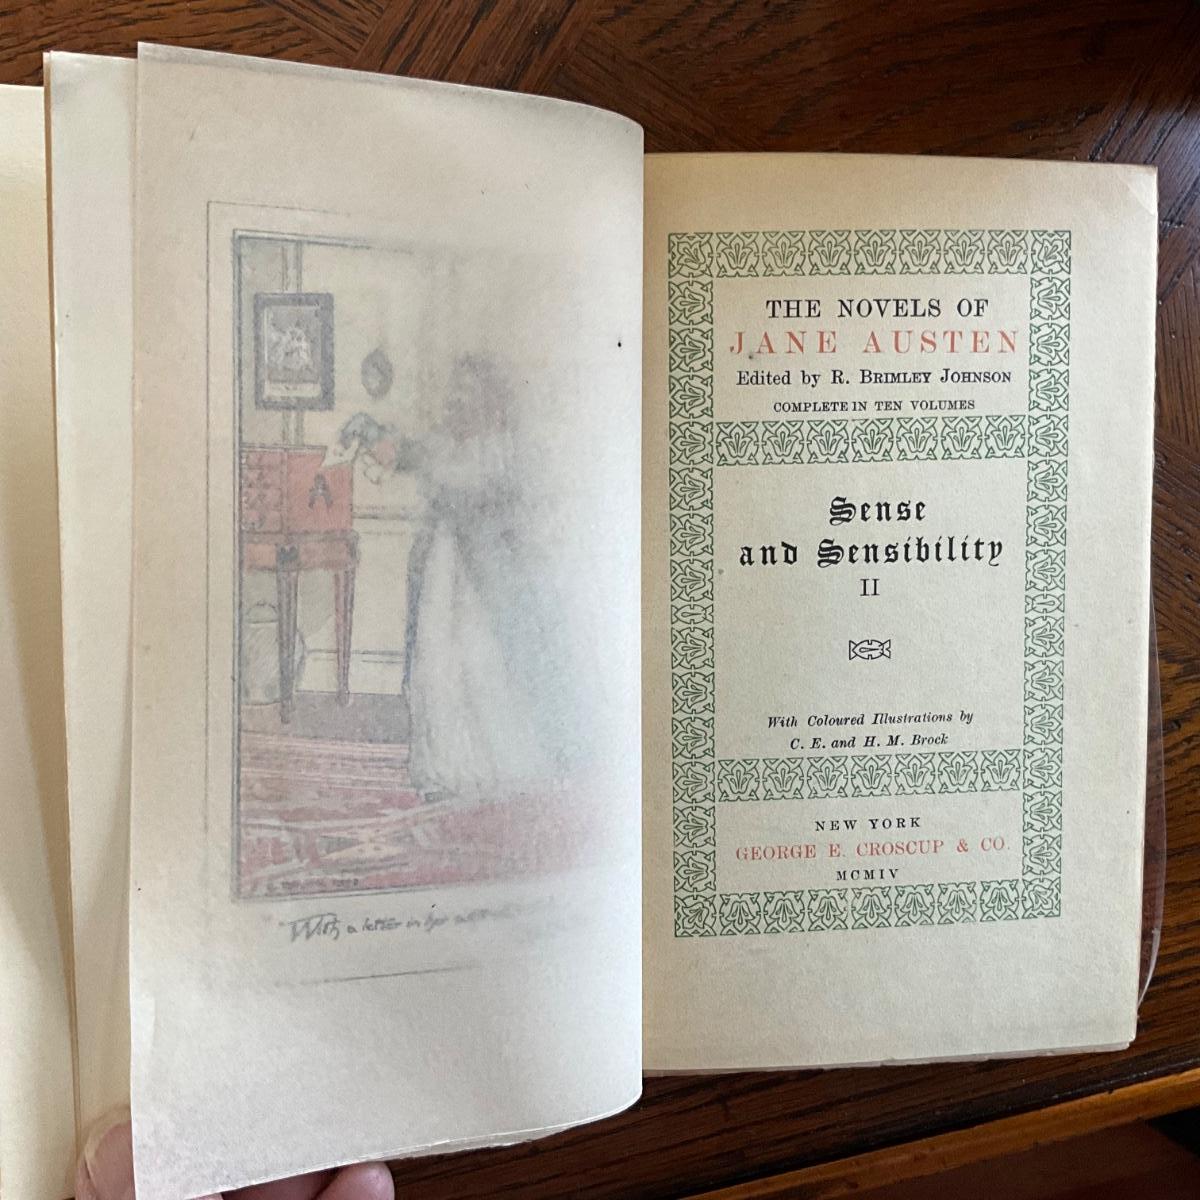 "With a letter in her
THE NOVELS OF
JANE AUSTEN
Edited by R. BRIMLEY JOHNSON
COMPLETE IN TEN VOLUMES
Sense
and Sensibility
II
With Coloured Illustrations by
C. E. and H. M. Brock
NEW YORK
GEORGE E. CROSCUP & CO.
MCMIV